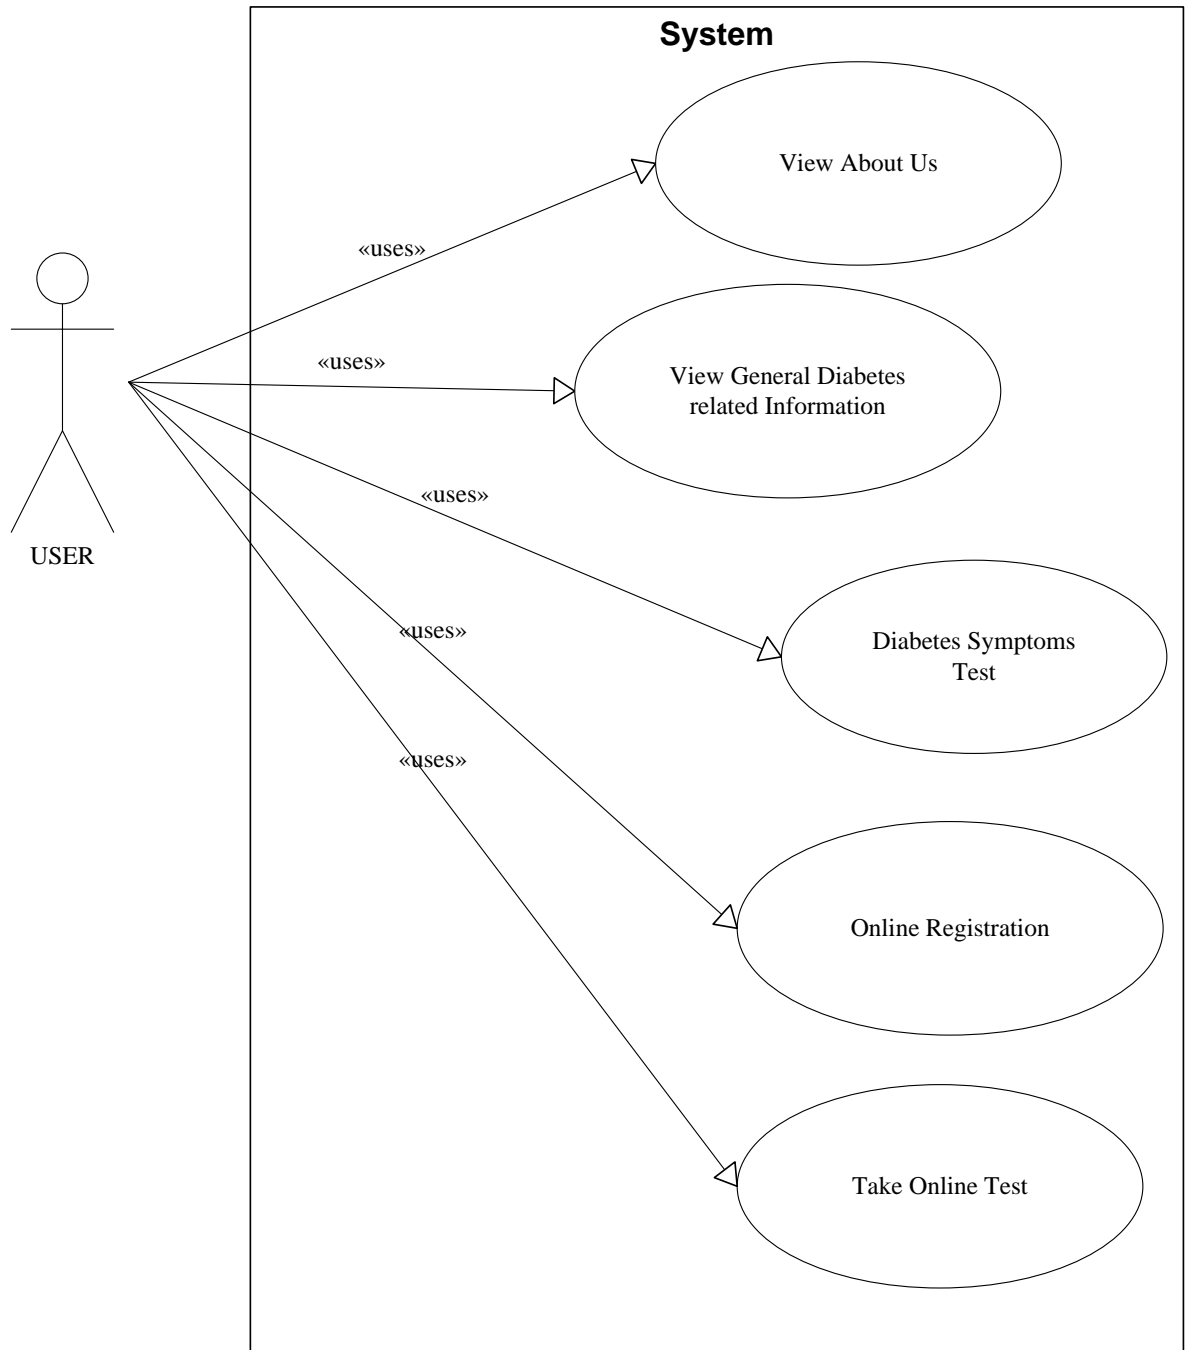 System
View About Us
«uses»
«uses»
View General Diabetes
related Information
«uses»
USER
«uses»
Diabetes Symptoms
Test
«uses»
Online Registration
Take Online Test